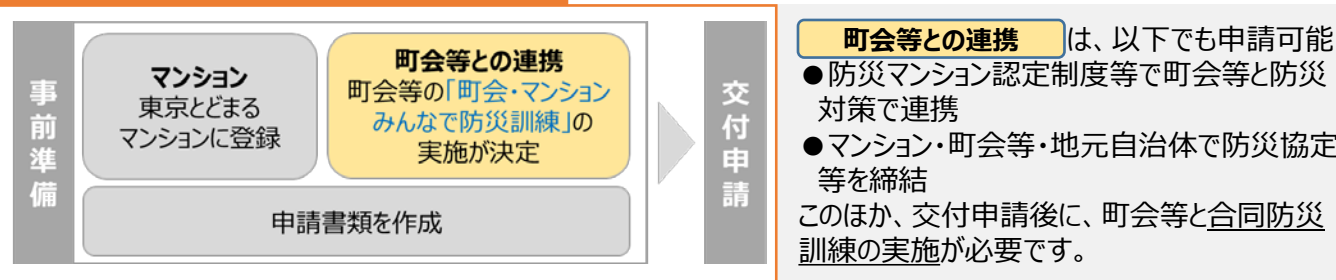 事前準備
マンション
東京とどまる
マンションに登録
町会等との連携
町会等の「町会・マンション
みんなで防災訓練」の
実施が決定
申請書類を作成
交付申請
町会等との連携 は、以下でも申請可能
●防災マンション認定制度等で町会等と防災
対策で連携
●マンション・町会等・地元自治体で防災協定
等を締結
このほか、交付申請後に、町会等と合同防災
訓練の実施が必要です。